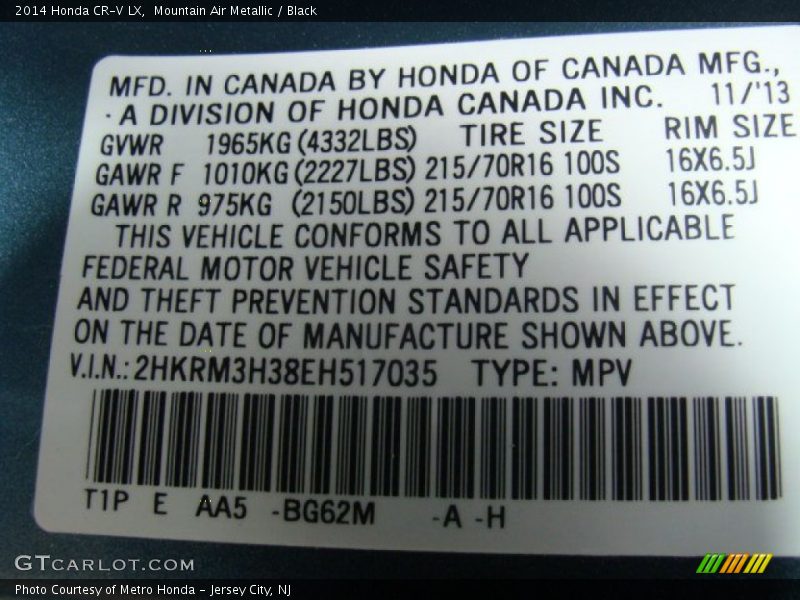 2014 Honda CR-V LX,  Mountain Air Metallic / Black
MFD. IN CANADA BY HONDA OF CANADA MFG.,
A DIVISION OF HONDA CANADA INC. 11/'13
GVWR 1965KG (4332LBS) TIRE SIZE RIM SIZE
GAWR F 1010KG (2227LBS) 215/70R16 100S 16X6.5J
GAWR R 975KG (2150LBS) 215/70R16 100S 16X6.5J
THIS VEHICLE CONFORMS TO ALL APPLICABLE
FEDERAL MOTOR VEHICLE SAFETY
AND THEFT PREVENTION STANDARDS IN EFFECT
ON THE DATE OF MANUFACTURE SHOWN ABOVE.
V.I.N.: 2HKRM3H38EH517035 TYPE: MPV
T1P E AA5 -BG62M -A -H
GTCARLOT.COM
Photo Courtesy of Metro Honda - Jersey City, NJ